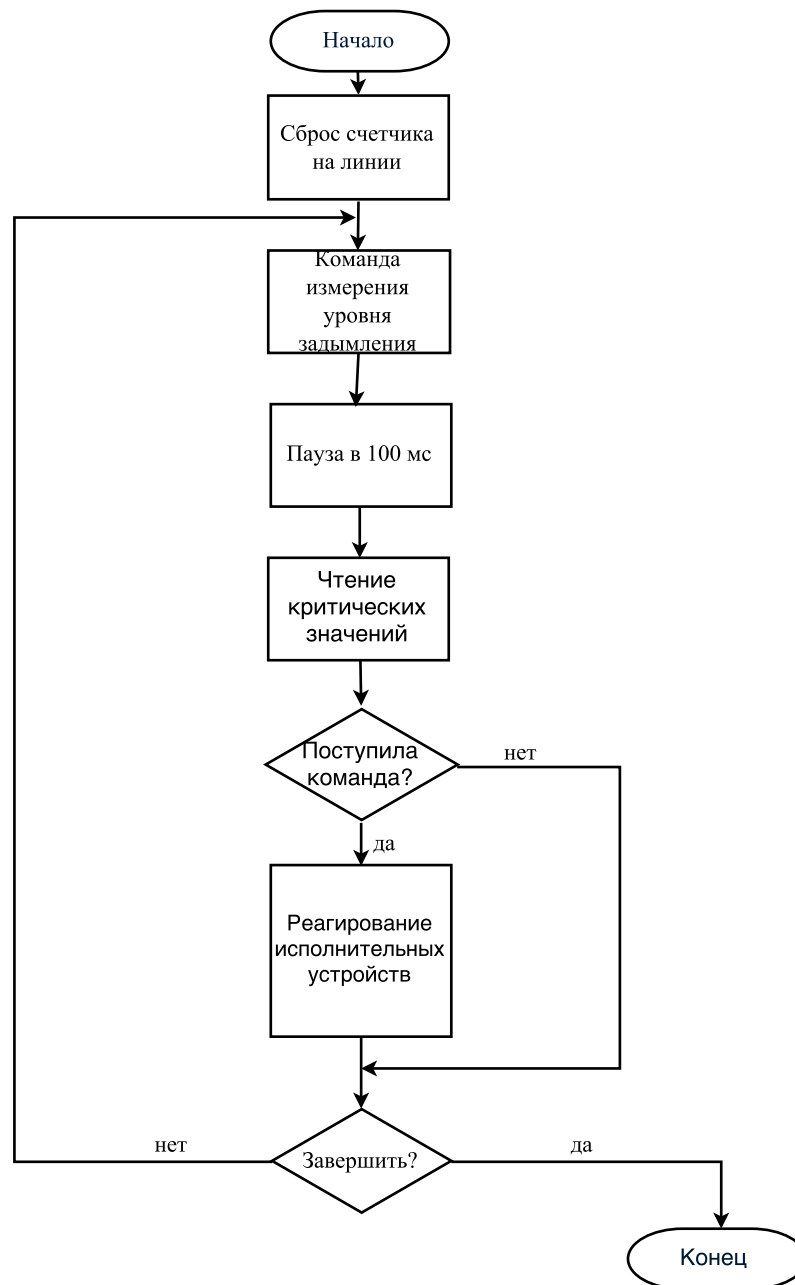 Начало
Сброс счетчика
на линии
Команда
измерения
уровня
задымления
Пауза в 100 мс
Чтение
критических
значений
Поступила
команда?
нет
да
Реагирование
исполнительных
устройств
нет
Завершить?
да
Конец